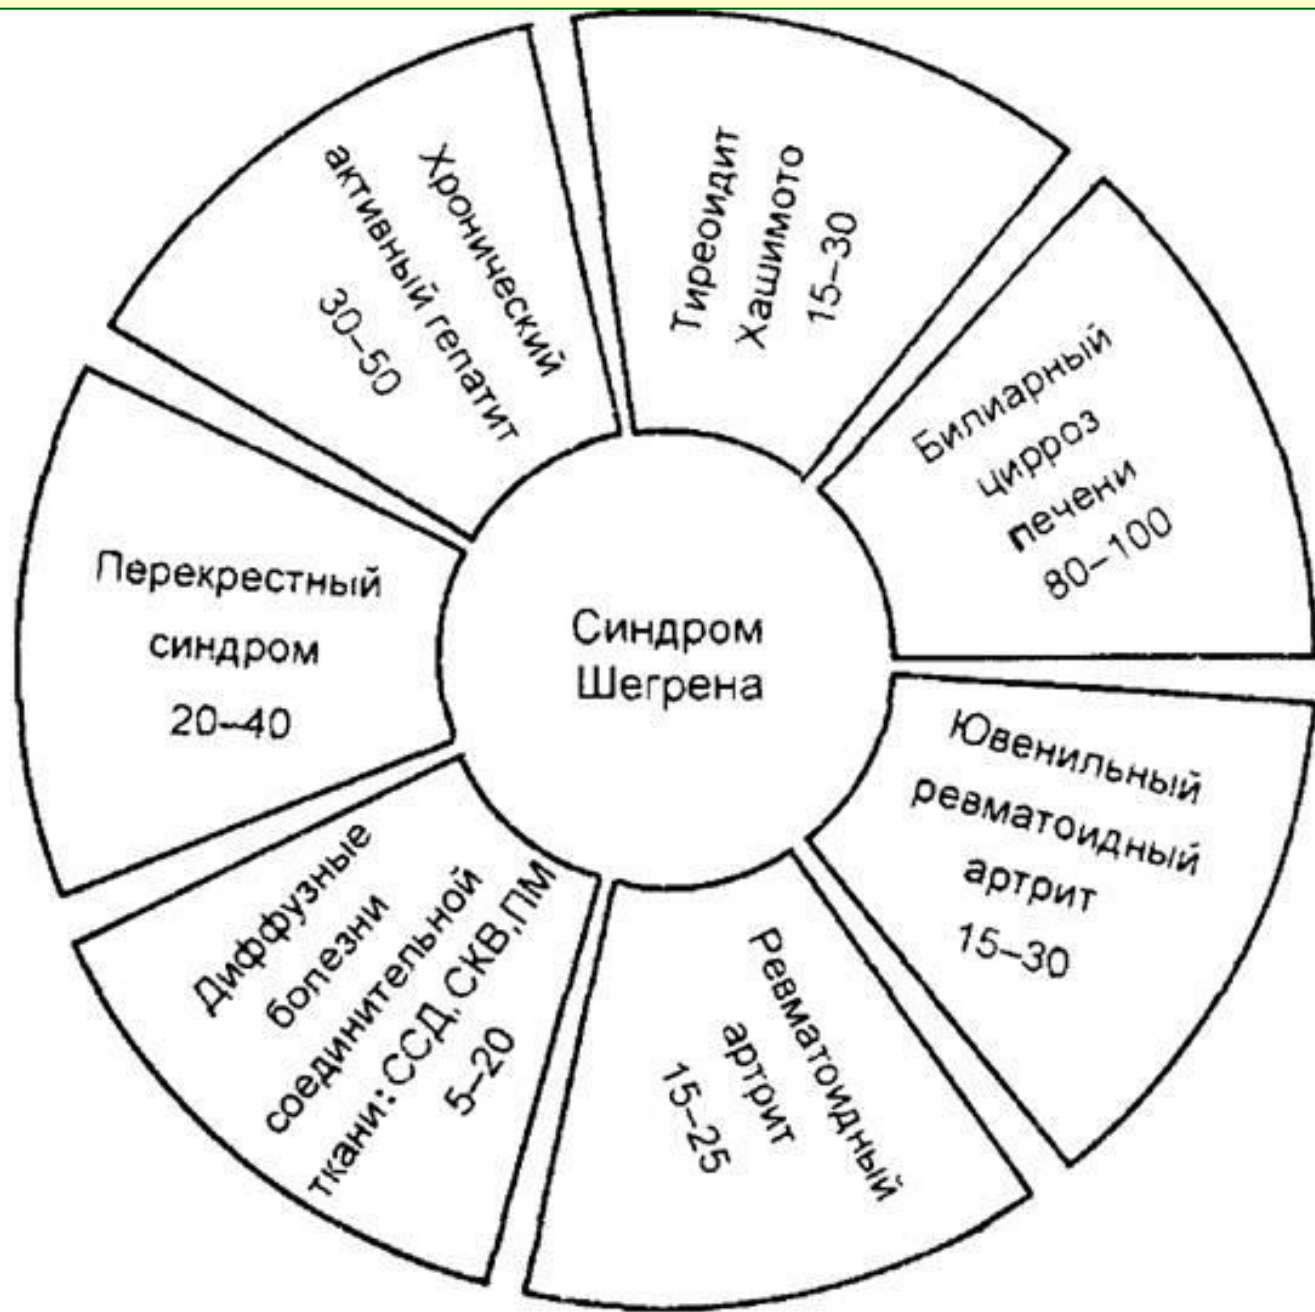 Синдром
Шегрена
Тиреоидит
Хашимото
15–30
Билиарный
цирроз
печени
80–100
Ювенильный
ревматоидный
артрит
15–30
Ревматоидный
артрит
15–25
Диффузные
болезни
соединительной
ткани: ССД, СКВ, ПМ
5–20
Перекрестный
синдром
20–40
Хронический
активный гепатит
30–50